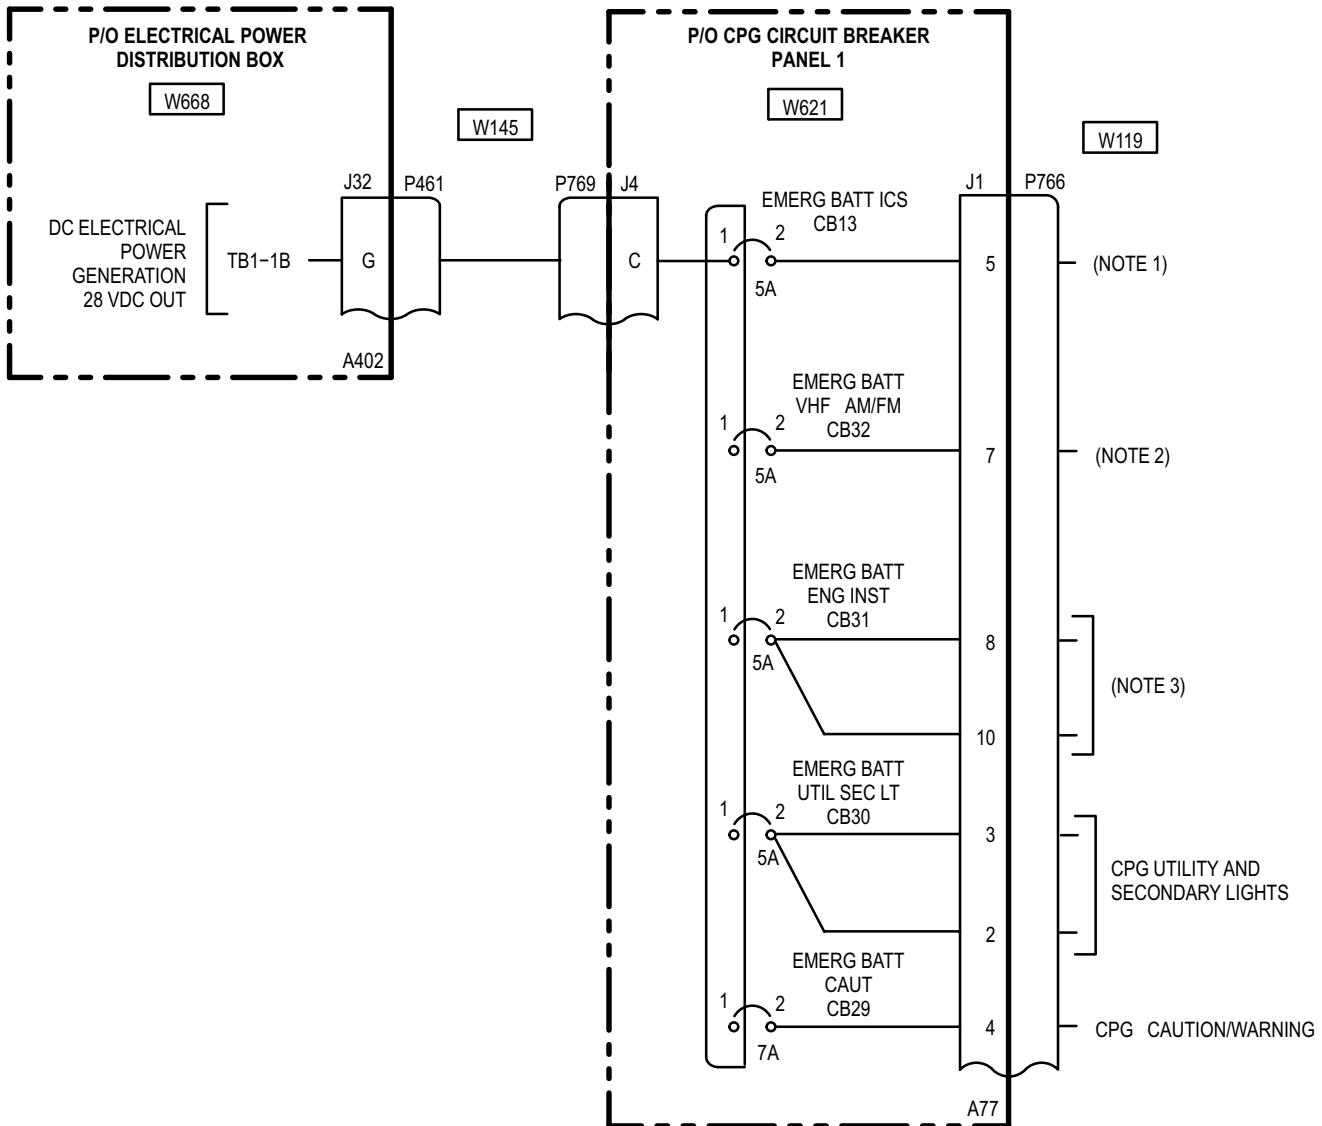 P/O ELECTRICAL POWER
DISTRIBUTION BOX
W668
W145
J32
P461
DC ELECTRICAL
POWER
GENERATION
28 VDC OUT
TB1−1B
G
A402
P/O CPG CIRCUIT BREAKER
PANEL 1
W621
W119
P769
J4
C
J1
P766
EMERG BATT ICS
CB13
1
2
5A
5
(NOTE 1)
EMERG BATT
VHF AM/FM
CB32
1
2
5A
7
(NOTE 2)
EMERG BATT
ENG INST
CB31
1
2
5A
8
10
(NOTE 3)
EMERG BATT
UTIL SEC LT
CB30
1
2
5A
3
2
CPG UTILITY AND
SECONDARY LIGHTS
EMERG BATT
CAUT
CB29
1
2
7A
4
CPG CAUTION/WARNING
A77